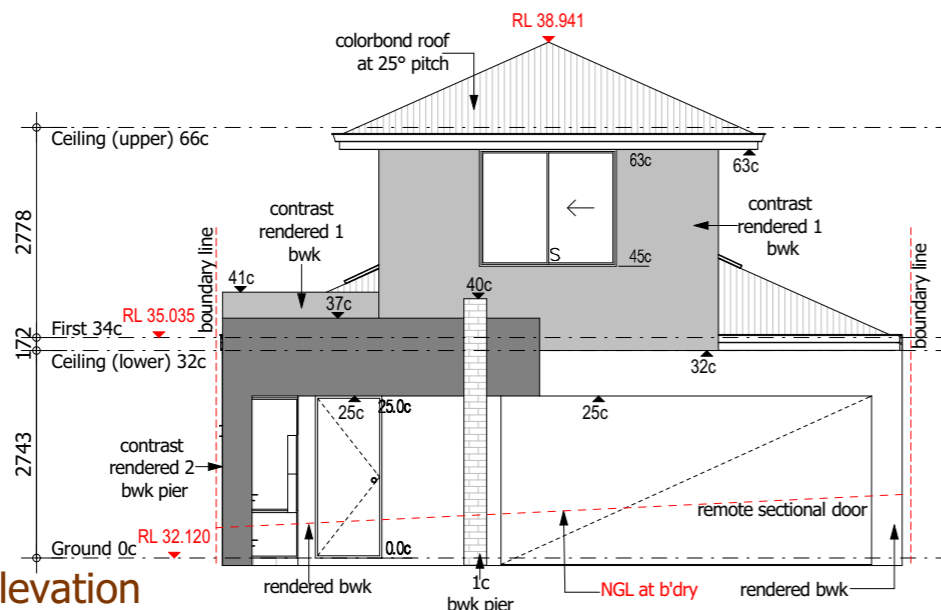 RL 38.941
colorbond roof
at 25° pitch
Ceiling (upper) 66c
63c
63c
2778
contrast
rendered 1
bwk
contrast
rendered 1
bwk
boundary line
boundary line
S
45c
41c
40c
37c
RL 35.035
First 34c
172
Ceiling (lower) 32c
32c
25c
25.0c
25c
2743
contrast
rendered 2
bwk pier
remote sectional door
RL 32.120
Ground 0c
0.0c
levation
rendered bwk
1c
bwk pier
NGL at b'dry
rendered bwk